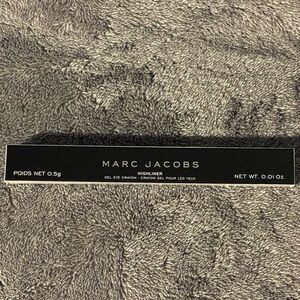 MARC JACOBS
HIGHLINER
GEL EYE CRAYON · CRAYON GEL POUR LES YEUX
POIDS NET 0.5g
NET WT. 0.01 Oz.